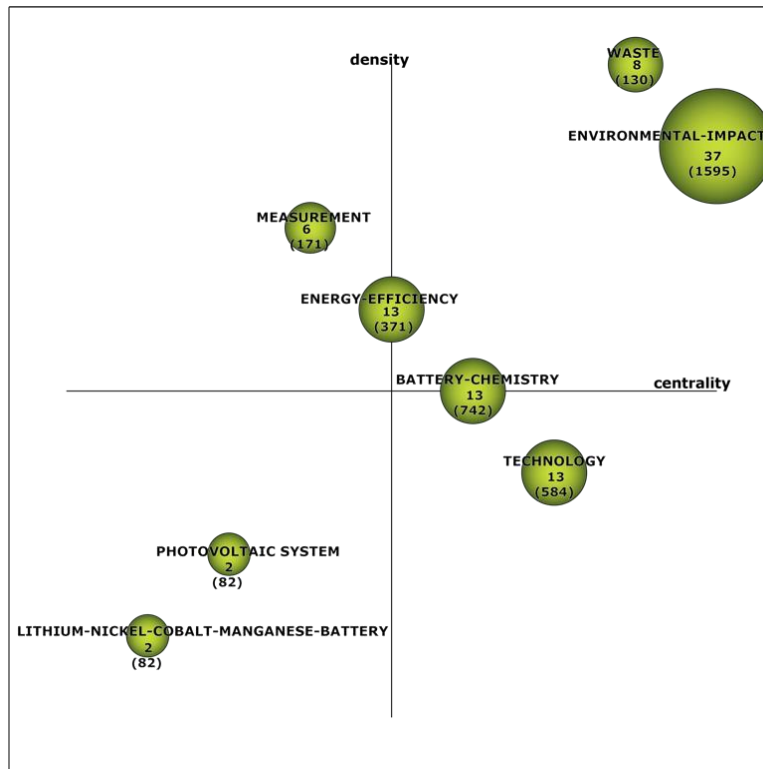 WASTE
8
(130)
density
ENVIRONMENTAL-IMPACT
37
(1595)
MEASUREMENT
6
(171)
ENERGY-EFFICIENCY
13
(371)
BATTERY-CHEMISTRY
13
(742)
centrality
TECHNOLOGY
13
(584)
PHOTOVOLTAIC SYSTEM
2
(82)
LITHIUM-NICKEL-COBALT-MANGANESE-BATTERY
2
(82)